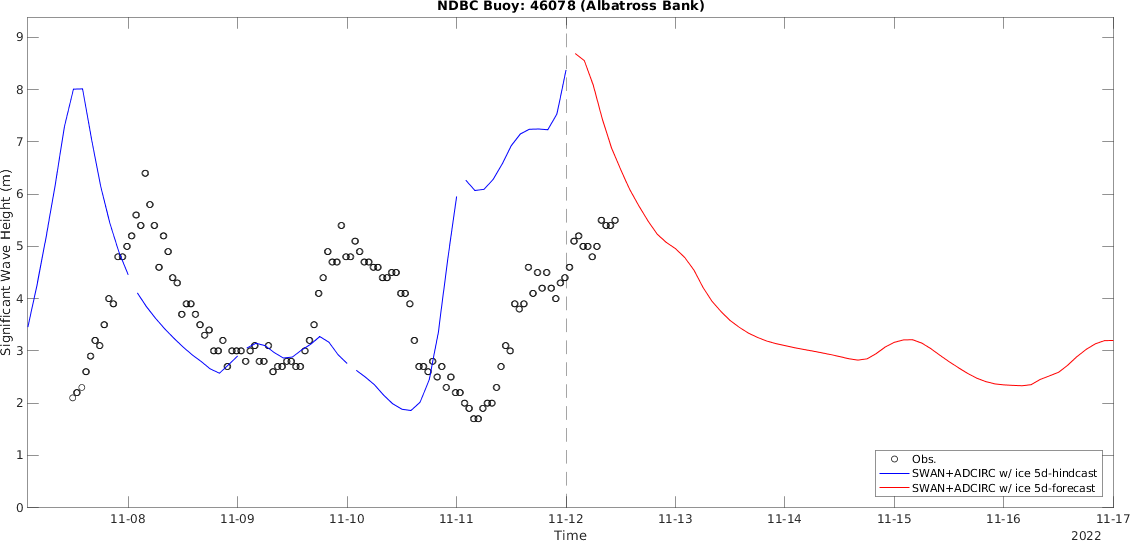 NDBC Buoy: 46078 (Albatross Bank)
9
8
7
6
5
4
3
2
1
0
Significant Wave Height (m)
Obs.
SWAN+ADCIRC w/ ice 5d-hindcast
SWAN+ADCIRC w/ ice 5d-forecast
11-08 11-09 11-10 11-11 11-12 11-13 11-14 11-15 11-16 11-17
Time
2022